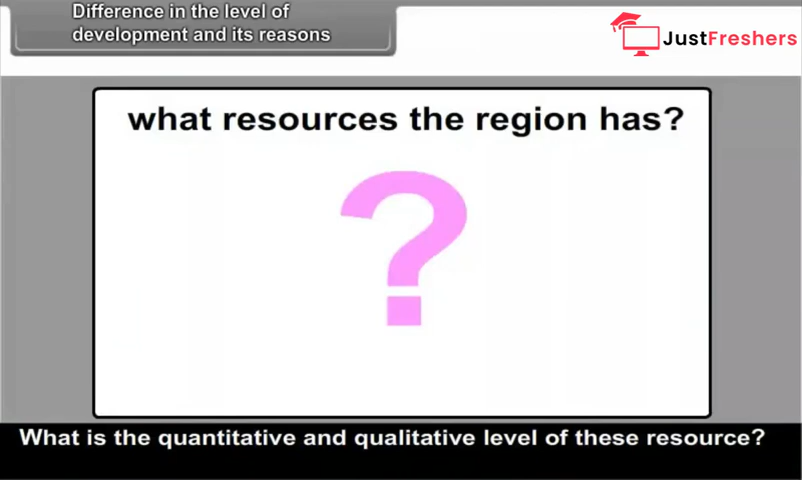 Difference in the level of
development and its reasons
JustFreshers
what resources the region has?
?
What is the quantitative and qualitative level of these resource?